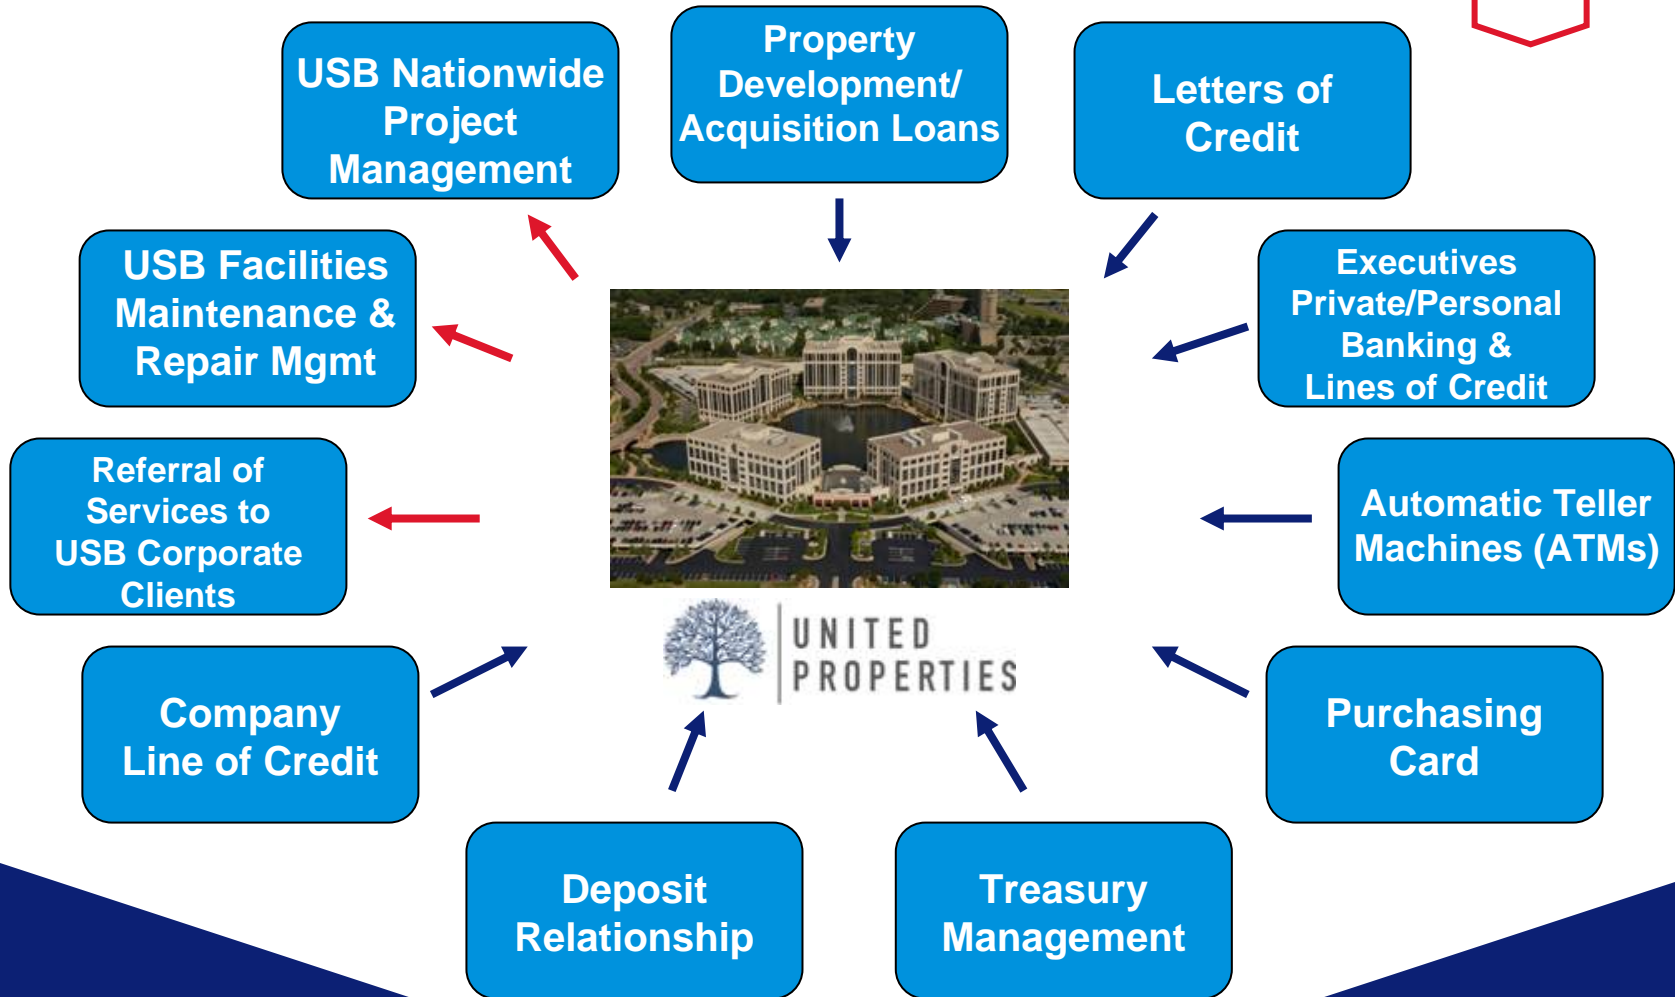 USB Nationwide
Project
Management
Property
Development/
Acquisition Loans
Letters of
Credit
USB Facilities
Maintenance &
Repair Mgmt
Executives
Private/Personal
Banking &
Lines of Credit
Referral of
Services to
USB Corporate
Clients
Automatic Teller
Machines (ATMs)
UNITED
PROPERTIES
Company
Line of Credit
Purchasing
Card
Deposit
Relationship
Treasury
Management